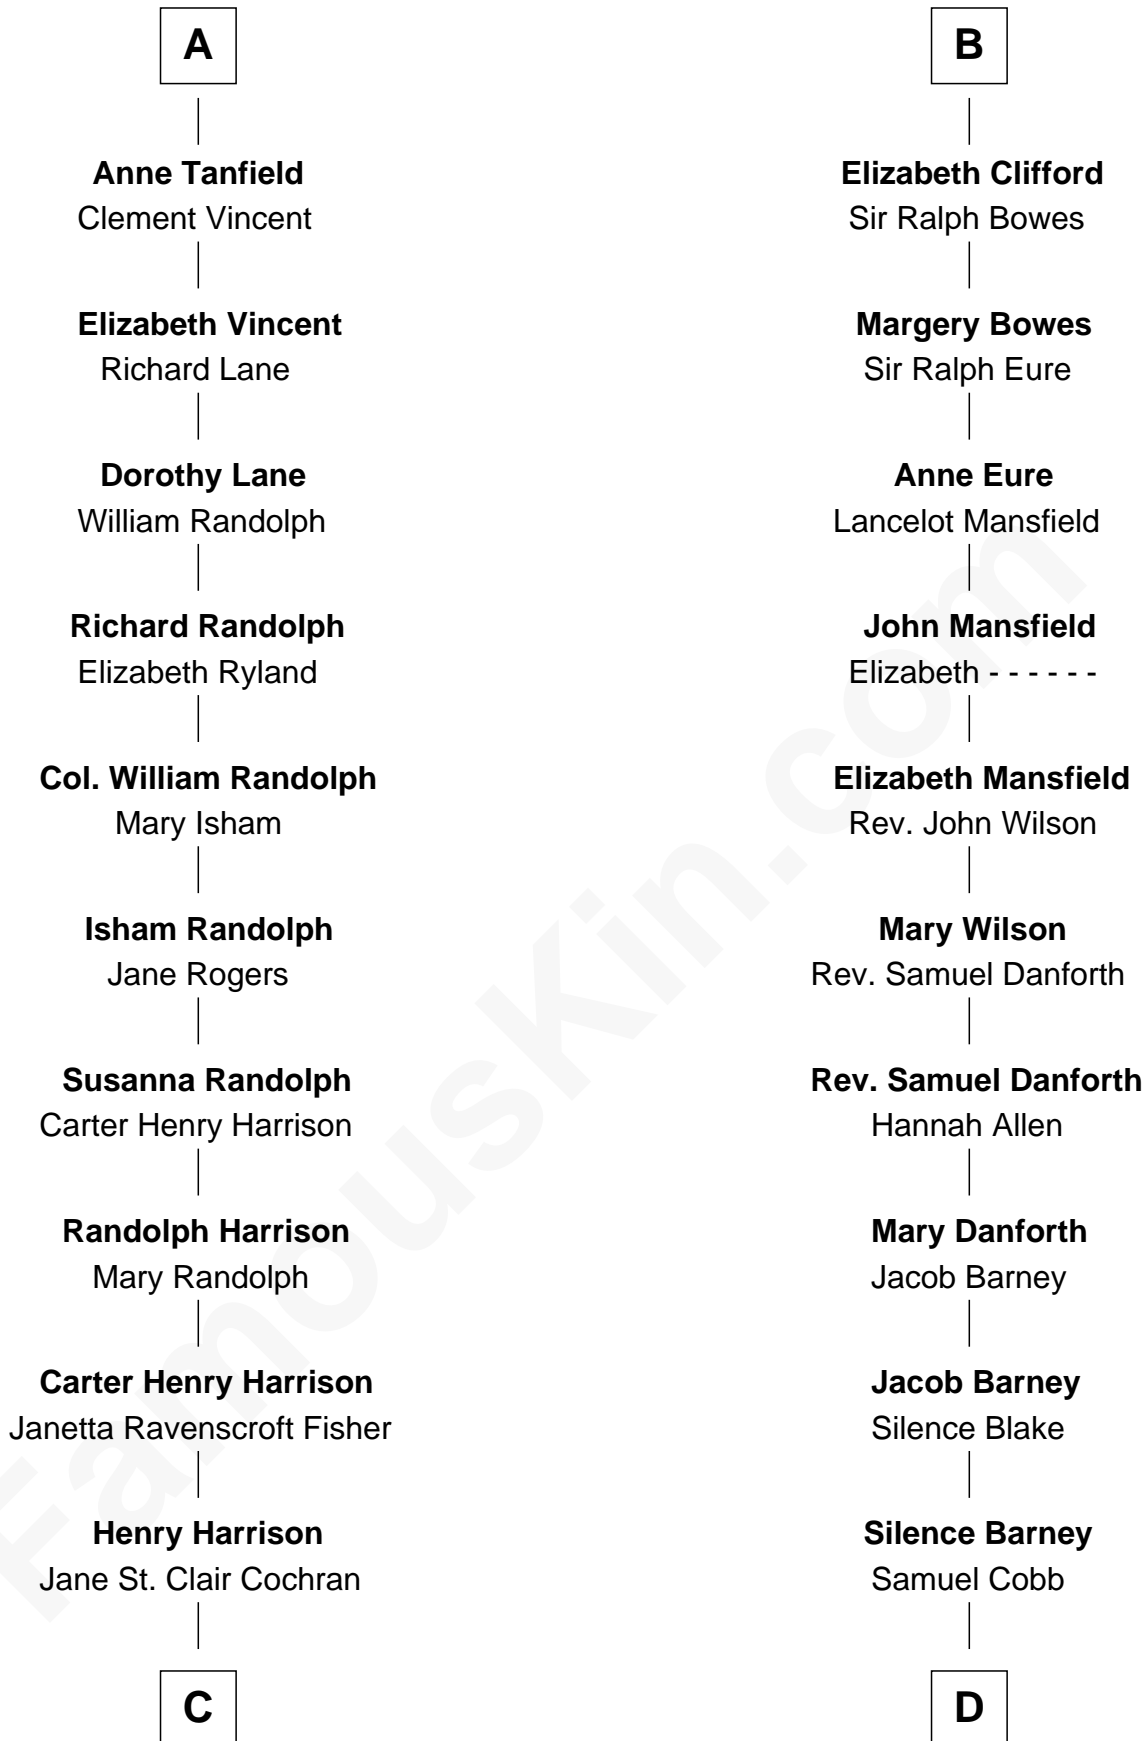 A
Anne Tanfield
Clement Vincent
Elizabeth Vincent
Richard Lane
Dorothy Lane
William Randolph
Richard Randolph
Elizabeth Ryland
Col. William Randolph
Mary Isham
Isham Randolph
Jane Rogers
Susanna Randolph
Carter Henry Harrison
Randolph Harrison
Mary Randolph
Carter Henry Harrison
Janetta Ravenscroft Fisher
Henry Harrison
Jane St. Clair Cochran
C
B
Elizabeth Clifford
Sir Ralph Bowes
Margery Bowes
Sir Ralph Eure
Anne Eure
Lancelot Mansfield
John Mansfield
Elizabeth - - - - - -
Elizabeth Mansfield
Rev. John Wilson
Mary Wilson
Rev. Samuel Danforth
Rev. Samuel Danforth
Hannah Allen
Mary Danforth
Jacob Barney
Jacob Barney
Silence Blake
Silence Barney
Samuel Cobb
D
FamousKin.com